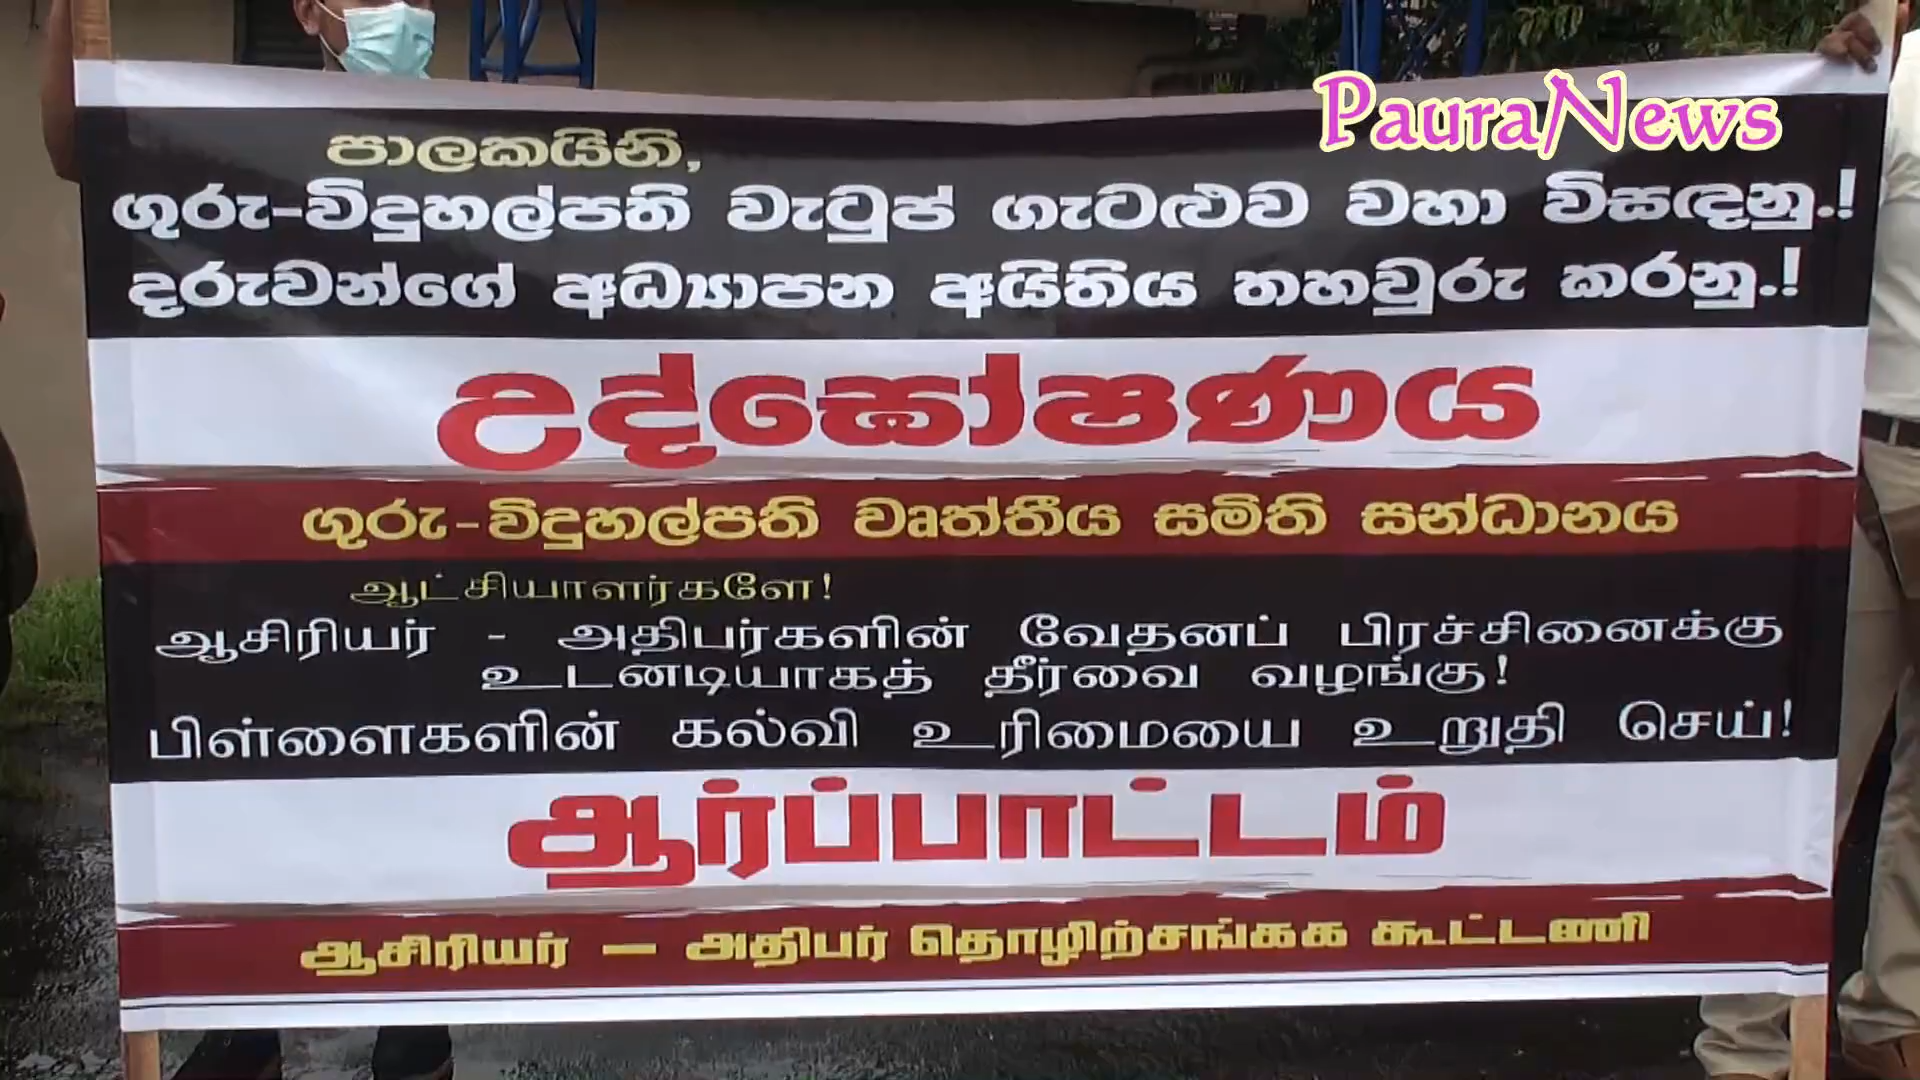 PauraNews
පාලකයිනි,
ගුරු-විදුහල්පති වැටුප් ගැටළුව වහා විසඳනු.!
දරුවන්ගේ අධ්‍යාපන අයිතිය තහවුරු කරනු.!
උද්ඝෝෂණය
ගුරු-විදුහල්පති වෘත්තීය සමිති සන්ධානය
ஆட்சியாளர்களே!
ஆசிரியர் - அதிபர்களின் வேதனப் பிரச்சினைக்கு
உடனடியாகத் தீர்வை வழங்கு!
பிள்ளைகளின் கல்வி உரிமையை உறுதி செய்!
ஆர்ப்பாட்டம்
ஆசிரியர் – அதிபர் தொழிற்சங்கக கூட்டணி